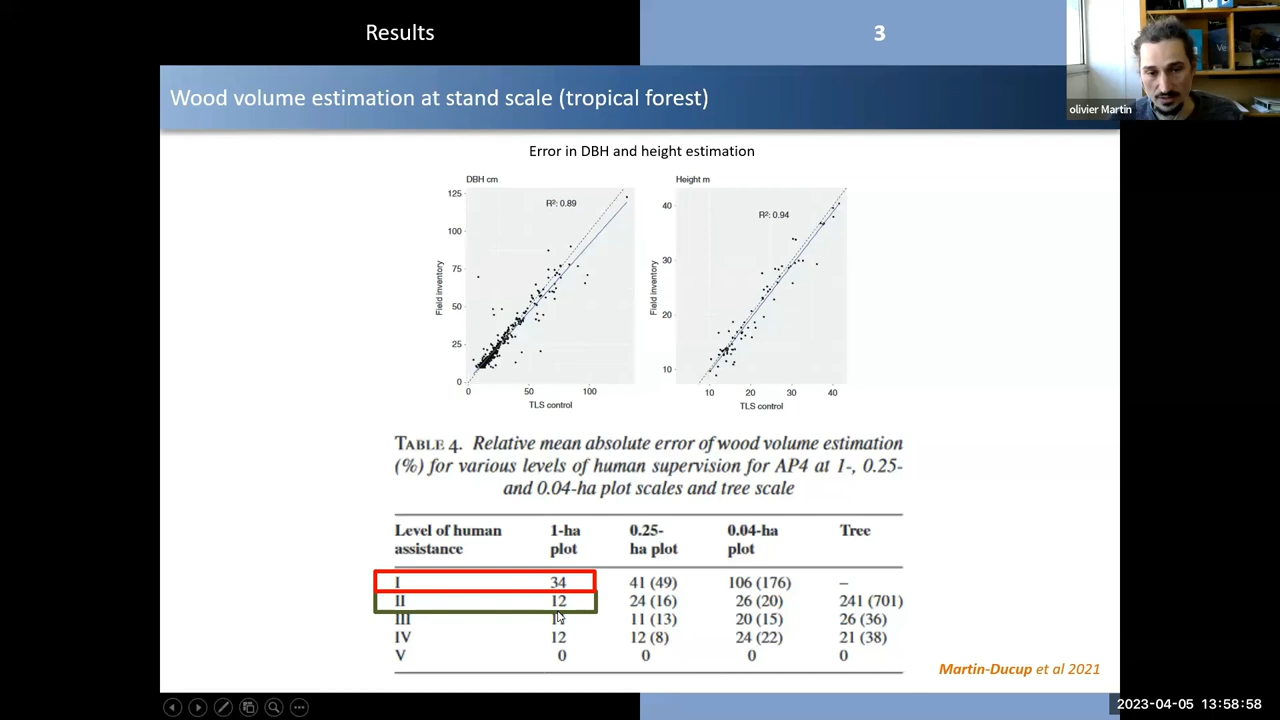 Results
3
olivier Martin
Wood volume estimation at stand scale (tropical forest)
Error in DBH and height estimation
DBH cm
125
100
75
50
25
0
0 50 100
R²: 0.89
Field inventory
TLS control
Height m
40
30
20
10
10 20 30 40
R²: 0.94
Field inventory
TLS control
TABLE 4. Relative mean absolute error of wood volume estimation
(%) for various levels of human supervision for AP4 at 1-, 0.25-
and 0.04-ha plot scales and tree scale
Level of human assistance 1-ha plot 0.25-ha plot 0.04-ha plot Tree
I 34 41 (49) 106 (176) –
II 12 24 (16) 26 (20) 241 (701)
III 11 (13) 20 (15) 26 (36)
IV 12 12 (8) 24 (22) 21 (38)
V 0 0 0 0
Martin-Ducup et al 2021
2023-04-05 13:58:58